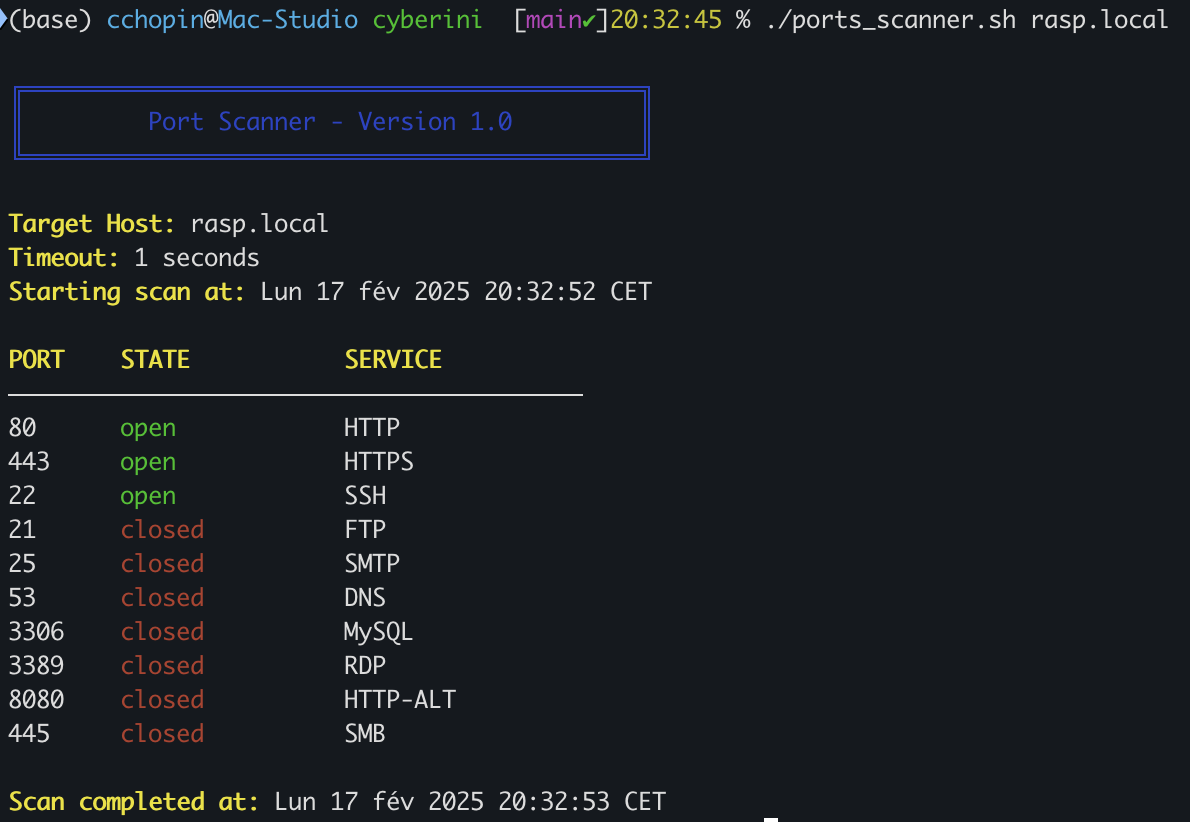 (base) cchopin@Mac-Studio cyberini [main✔]20:32:45 % ./ports_scanner.sh rasp.local
Port Scanner - Version 1.0
Target Host: rasp.local
Timeout: 1 seconds
Starting scan at: Lun 17 fév 2025 20:32:52 CET
PORT STATE SERVICE
80 open HTTP
443 open HTTPS
22 open SSH
21 closed FTP
25 closed SMTP
53 closed DNS
3306 closed MySQL
3389 closed RDP
8080 closed HTTP-ALT
445 closed SMB
Scan completed at: Lun 17 fév 2025 20:32:53 CET